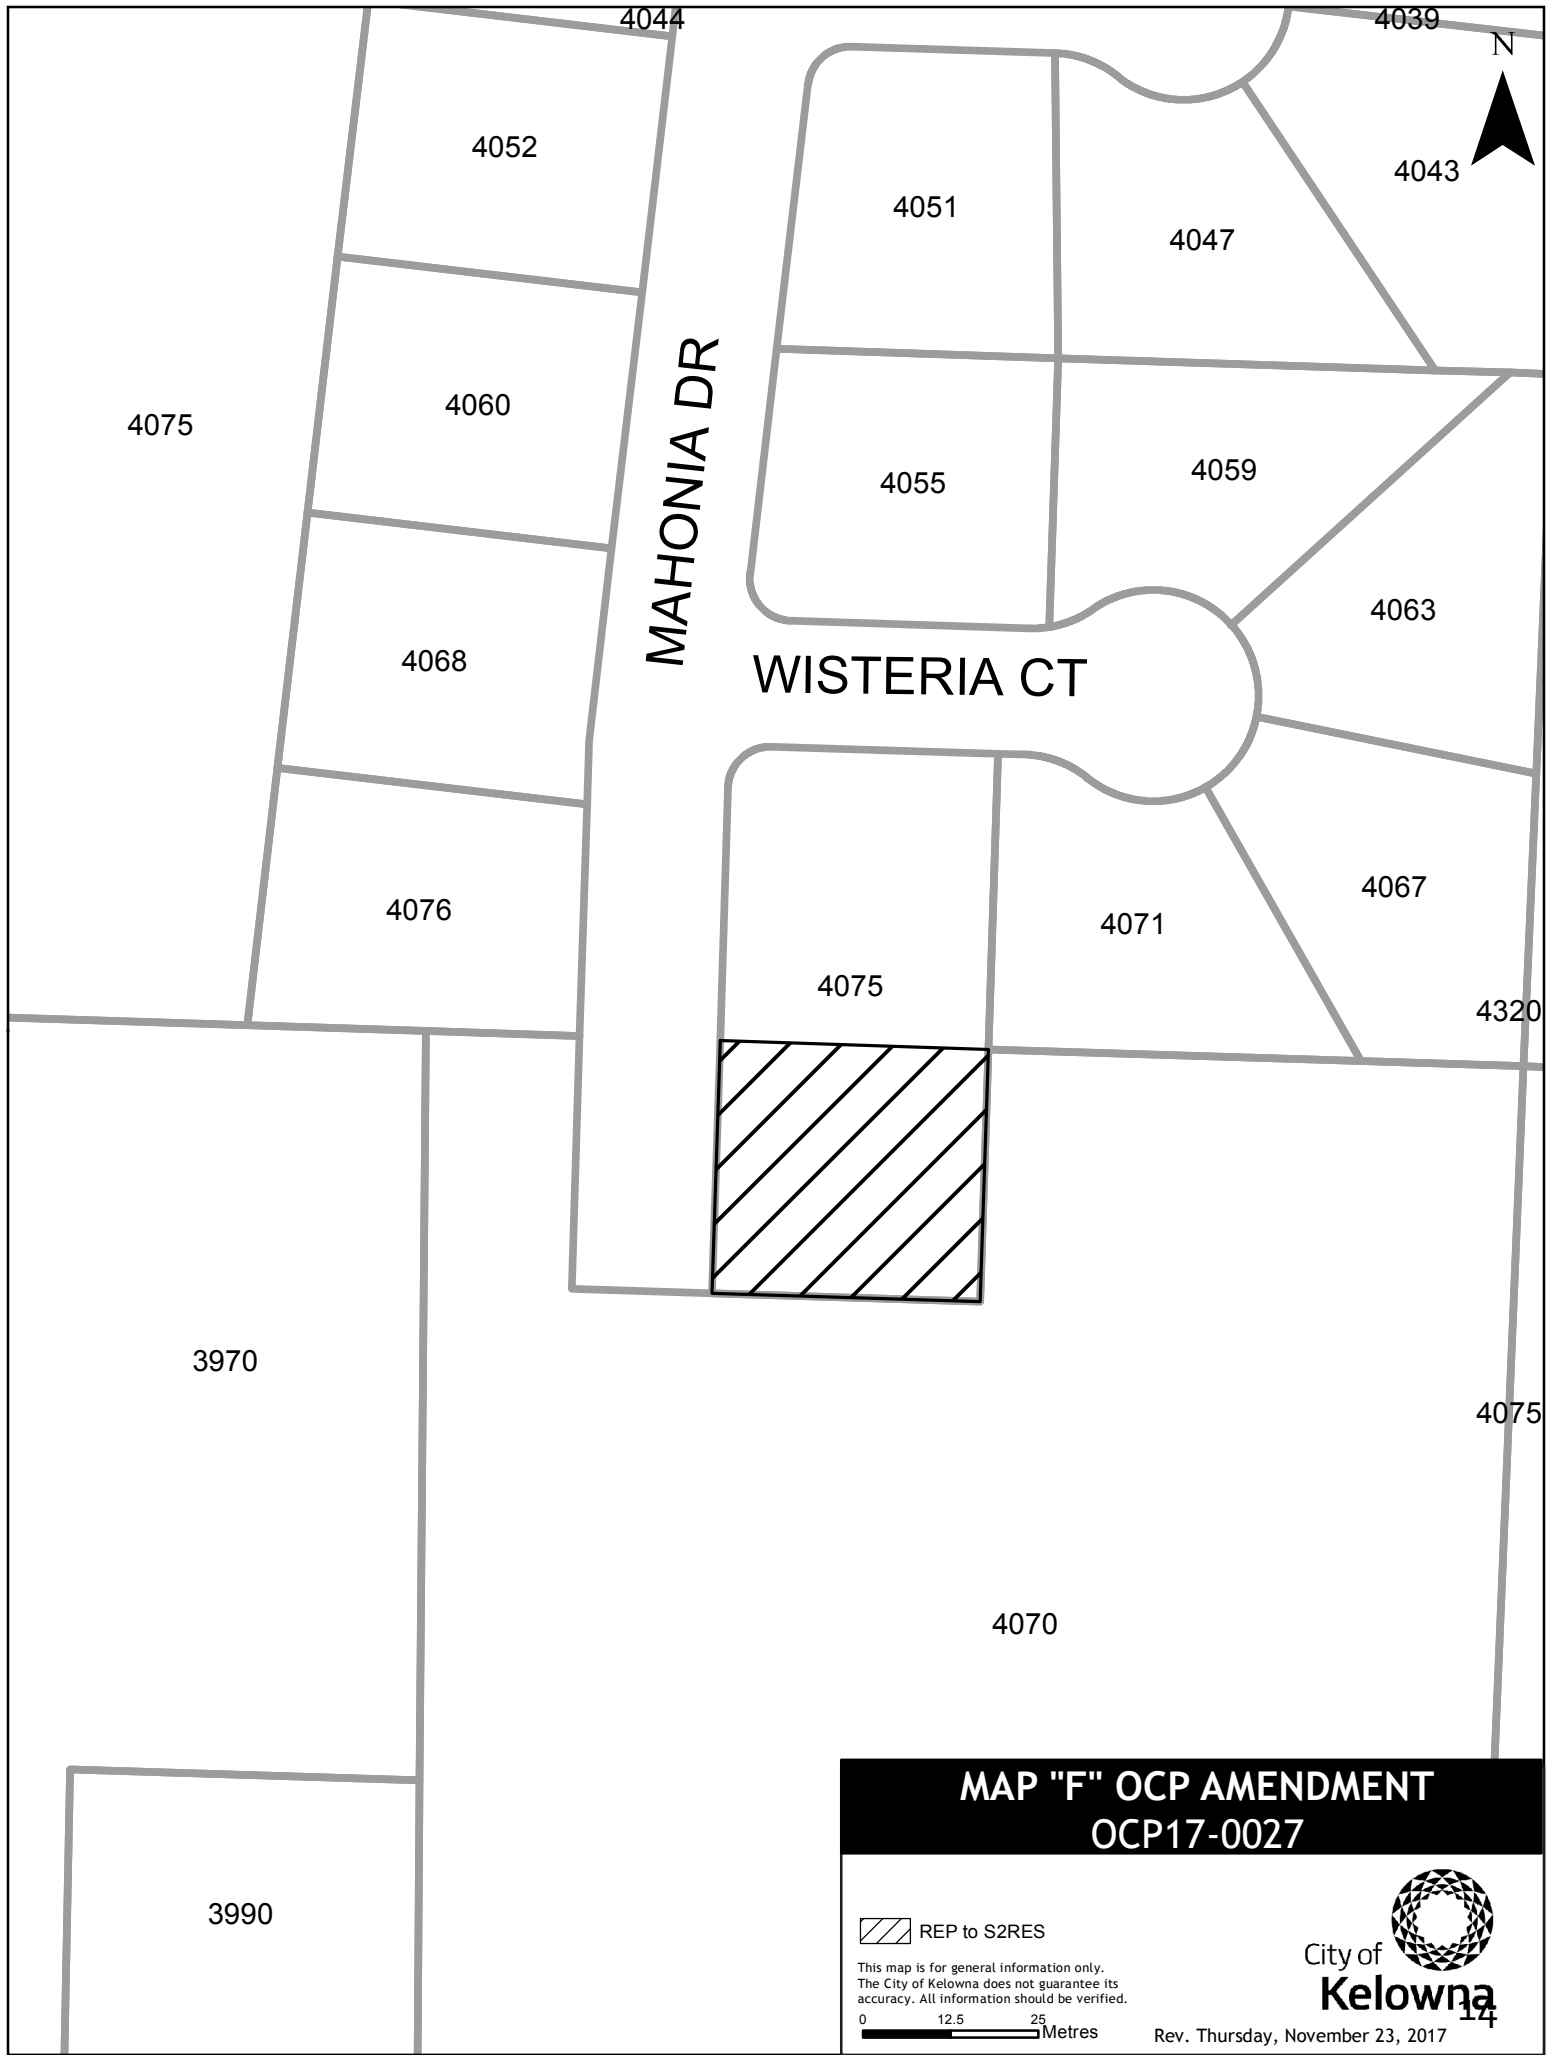 4044
4039
N
4052
4043
4051
4047
4060
4075
MAHONIA DR
4055
4059
4063
4068
WISTERIA CT
4076
4067
4071
4075
4320
3970
4075
4070
3990
MAP "F" OCP AMENDMENT
OCP17-0027
REP to S2RES
This map is for general information only.
The City of Kelowna does not guarantee its
accuracy. All information should be verified.
0 12.5 25
Metres
City of
Kelowna
14
Rev. Thursday, November 23, 2017